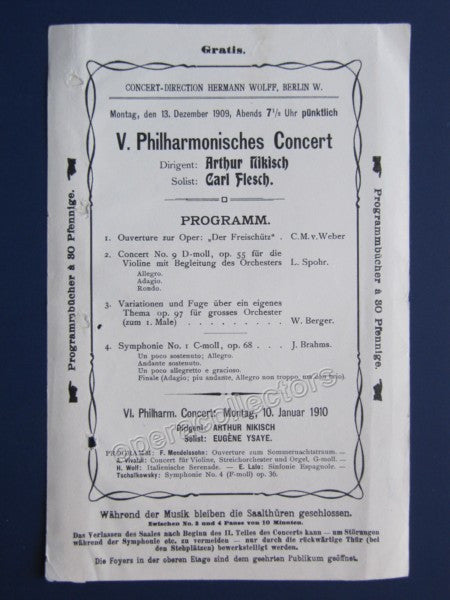 Gratis.
CONCERT-DIRECTION HERMANN WOLFF, BERLIN W.
Montag, den 13. Dezember 1909, Abends 7½ Uhr pünktlich
V. Philharmonisches Concert
Dirigent: Arthur Nikisch
Solist: Carl Flesch.
PROGRAMM.
1. Ouverture zur Oper: „Der Freischütz“ . C. M. v. Weber
2. Concert No. 9 D-moll, op. 55 für die
Violine mit Begleitung des Orchesters L. Spohr.
Allegro.
Adagio.
Rondo.
3. Variationen und Fuge über ein eigenes
Thema op. 97 für grosses Orchester
(zum 1. Male) . . . . . . . . . W. Berger.
4. Symphonie No. 1 C-moll, op. 68 . . J. Brahms.
Un poco sostenuto; Allegro.
Andante sostenuto.
Un poco allegretto e gracioso.
Finale (Adagio; piu andante, Allegro non troppo, ma con brio).
VI. Philharm. Concert: Montag, 10. Januar 1910
Dirigent: ARTHUR NIKISCH
Solist: EUGÈNE YSAYE.
PROGRAMM: F. Mendelssohn: Ouverture zum Sommernachtstraum. —
A. Vivaldi: Concert für Violine, Streichorchester und Orgel, G-moll. —
H. Wolf: Italienische Serenade. — E. Lalo: Sinfonie Espagnole. —
Tschaïkowsky: Symphonie No. 4 (F-moll) op. 36.
Während der Musik bleiben die Saalthüren geschlossen.
Zwischen No. 3 und 4 Pause von 10 Minuten.
Das Verlassen des Saales nach Beginn des II. Teiles des Concerts kann — um Störungen
während der Symphonie etc. zu vermeiden — nur durch die rückwärtige Thür (bei
den Stehplätzen) bewerkstelligt werden.
Die Foyers in der oberen Etage sind dem geehrten Publikum geöffnet.
Programmbücher à 30 Pfennige.
Programmbücher à 30 Pfennige.
operacollectors
operacollectors